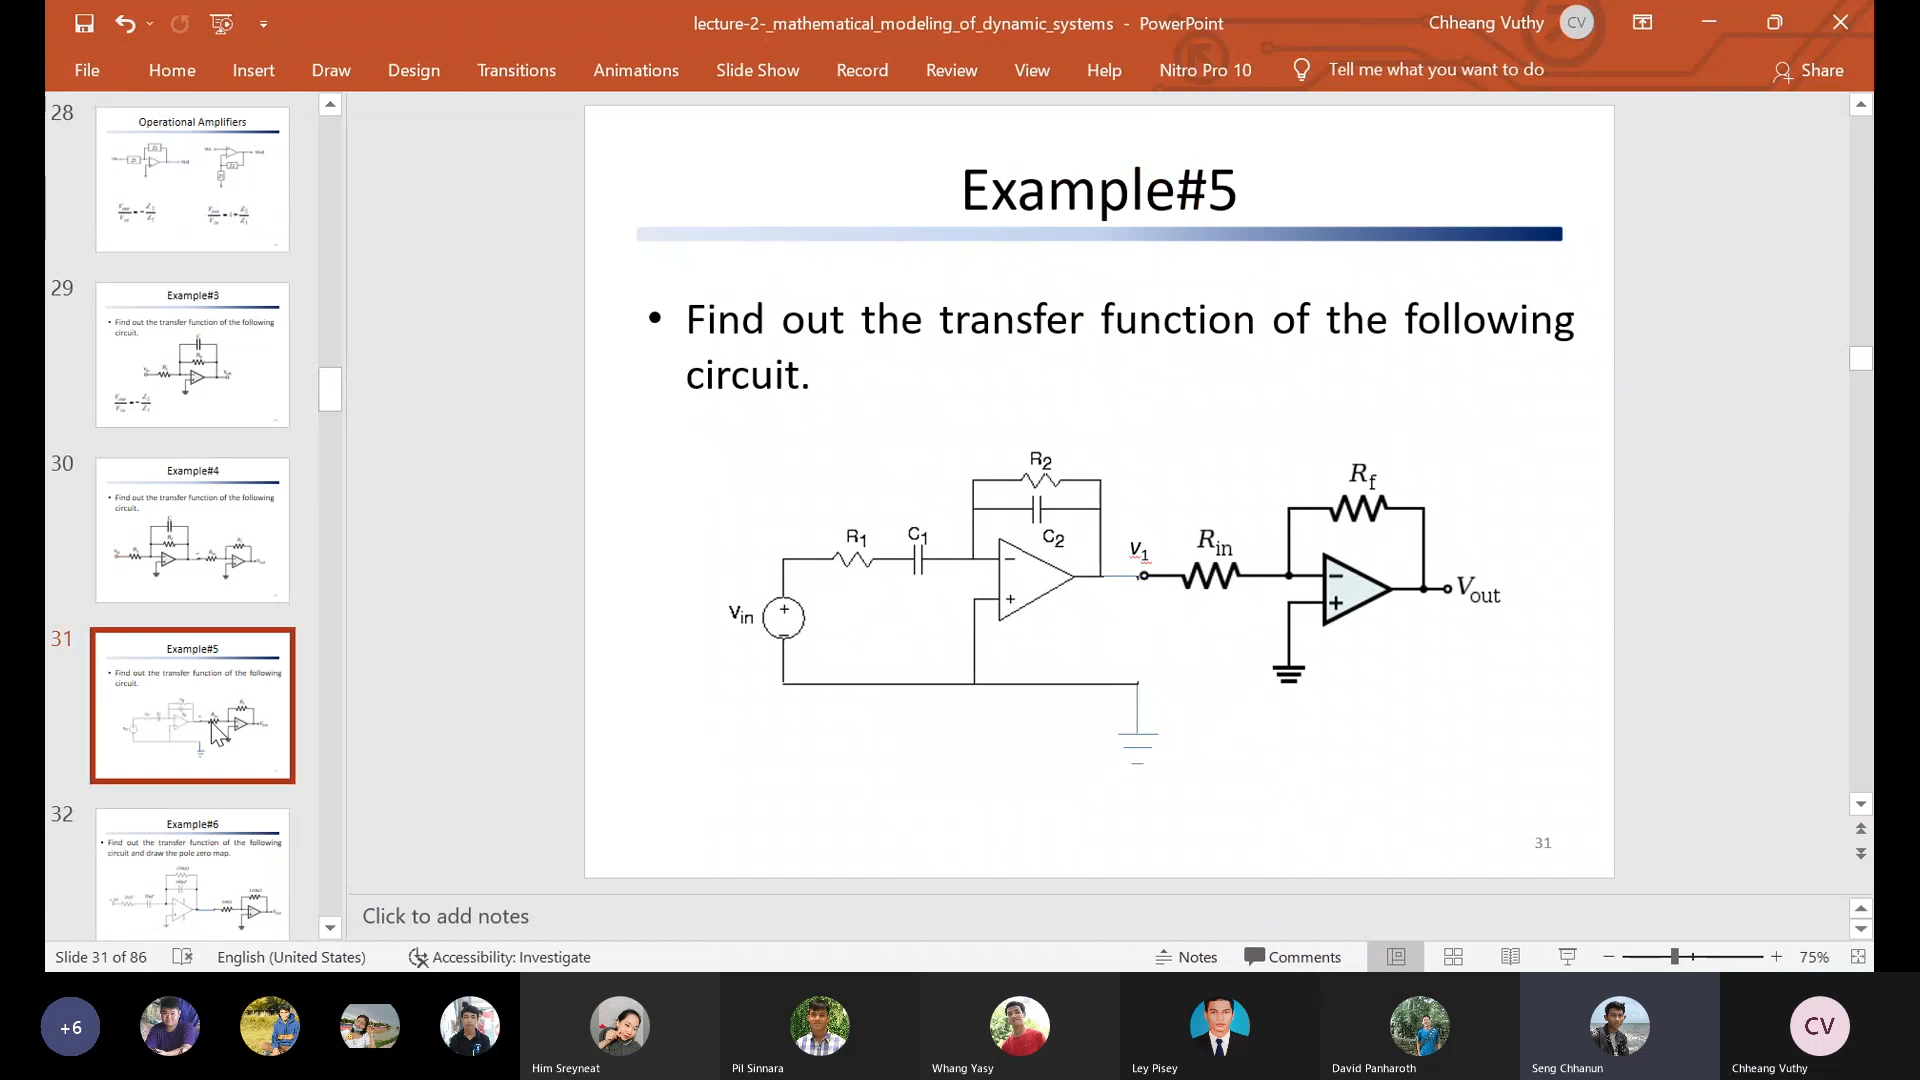 lecture-2-_mathematical_modeling_of_dynamic_systems - PowerPoint
Chheang Vuthy
CV
File Home Insert Draw Design Transitions Animations Slide Show Record Review View Help Nitro Pro 10 Tell me what you want to do Share
28
Operational Amplifiers
29
Example#3
• Find out the transfer function of the following
circuit.
30
Example#4
• Find out the transfer function of the following
circuit.
31
Example#5
• Find out the transfer function of the following
circuit.
32
Example#6
• Find out the transfer function of the following
circuit and draw the pole zero map.
Example#5
• Find out the transfer function of the following
circuit.
R2
C2
R1
C1
Vin
+
−
−
+
V1
Rin
Rf
−
+
Vout
31
Click to add notes
Slide 31 of 86 English (United States) Accessibility: Investigate Notes Comments 75%
+6
CV
Him Sreyneat
Pil Sinnara
Whang Yasy
Ley Pisey
David Panharoth
Seng Chhanun
Chheang Vuthy